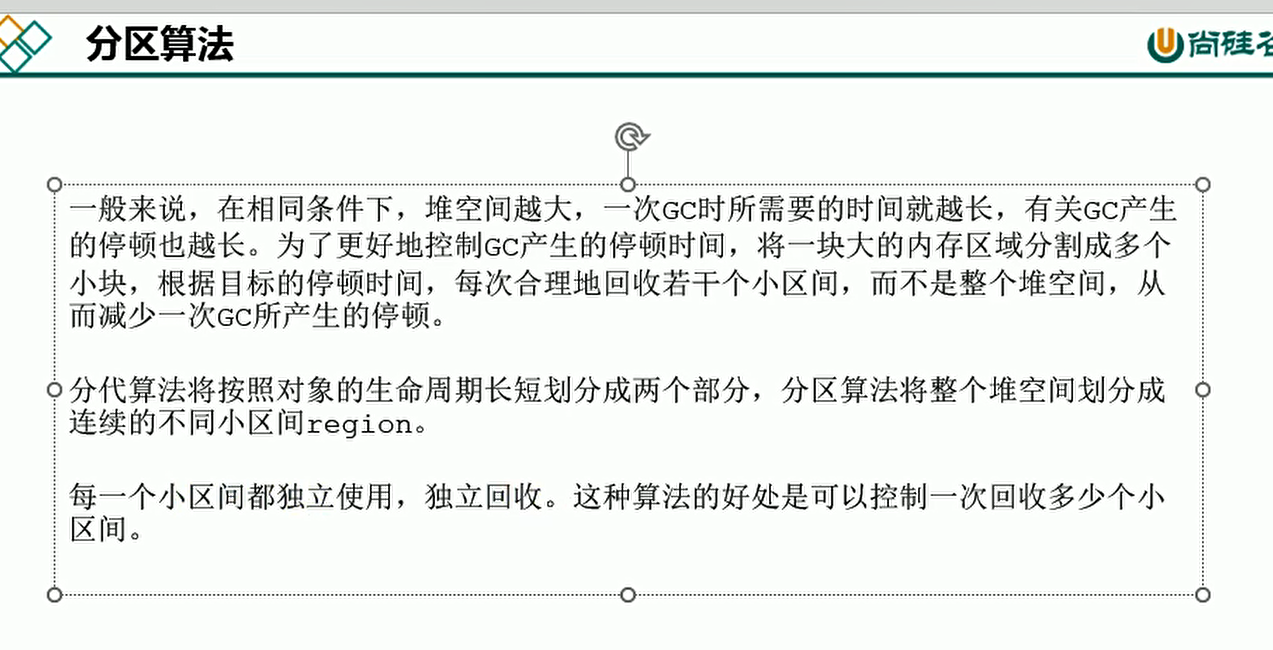 分区算法
尚硅谷
一般来说，在相同条件下，堆空间越大，一次GC时所需要的时间就越长，有关GC产生
的停顿也越长。为了更好地控制GC产生的停顿时间，将一块大的内存区域分割成多个
小块，根据目标的停顿时间，每次合理地回收若干个小区间，而不是整个堆空间，从
而减少一次GC所产生的停顿。
分代算法将按照对象的生命周期长短划分成两个部分，分区算法将整个堆空间划分成
连续的不同小区间region。
每一个小区间都独立使用，独立回收。这种算法的好处是可以控制一次回收多少个小
区间。